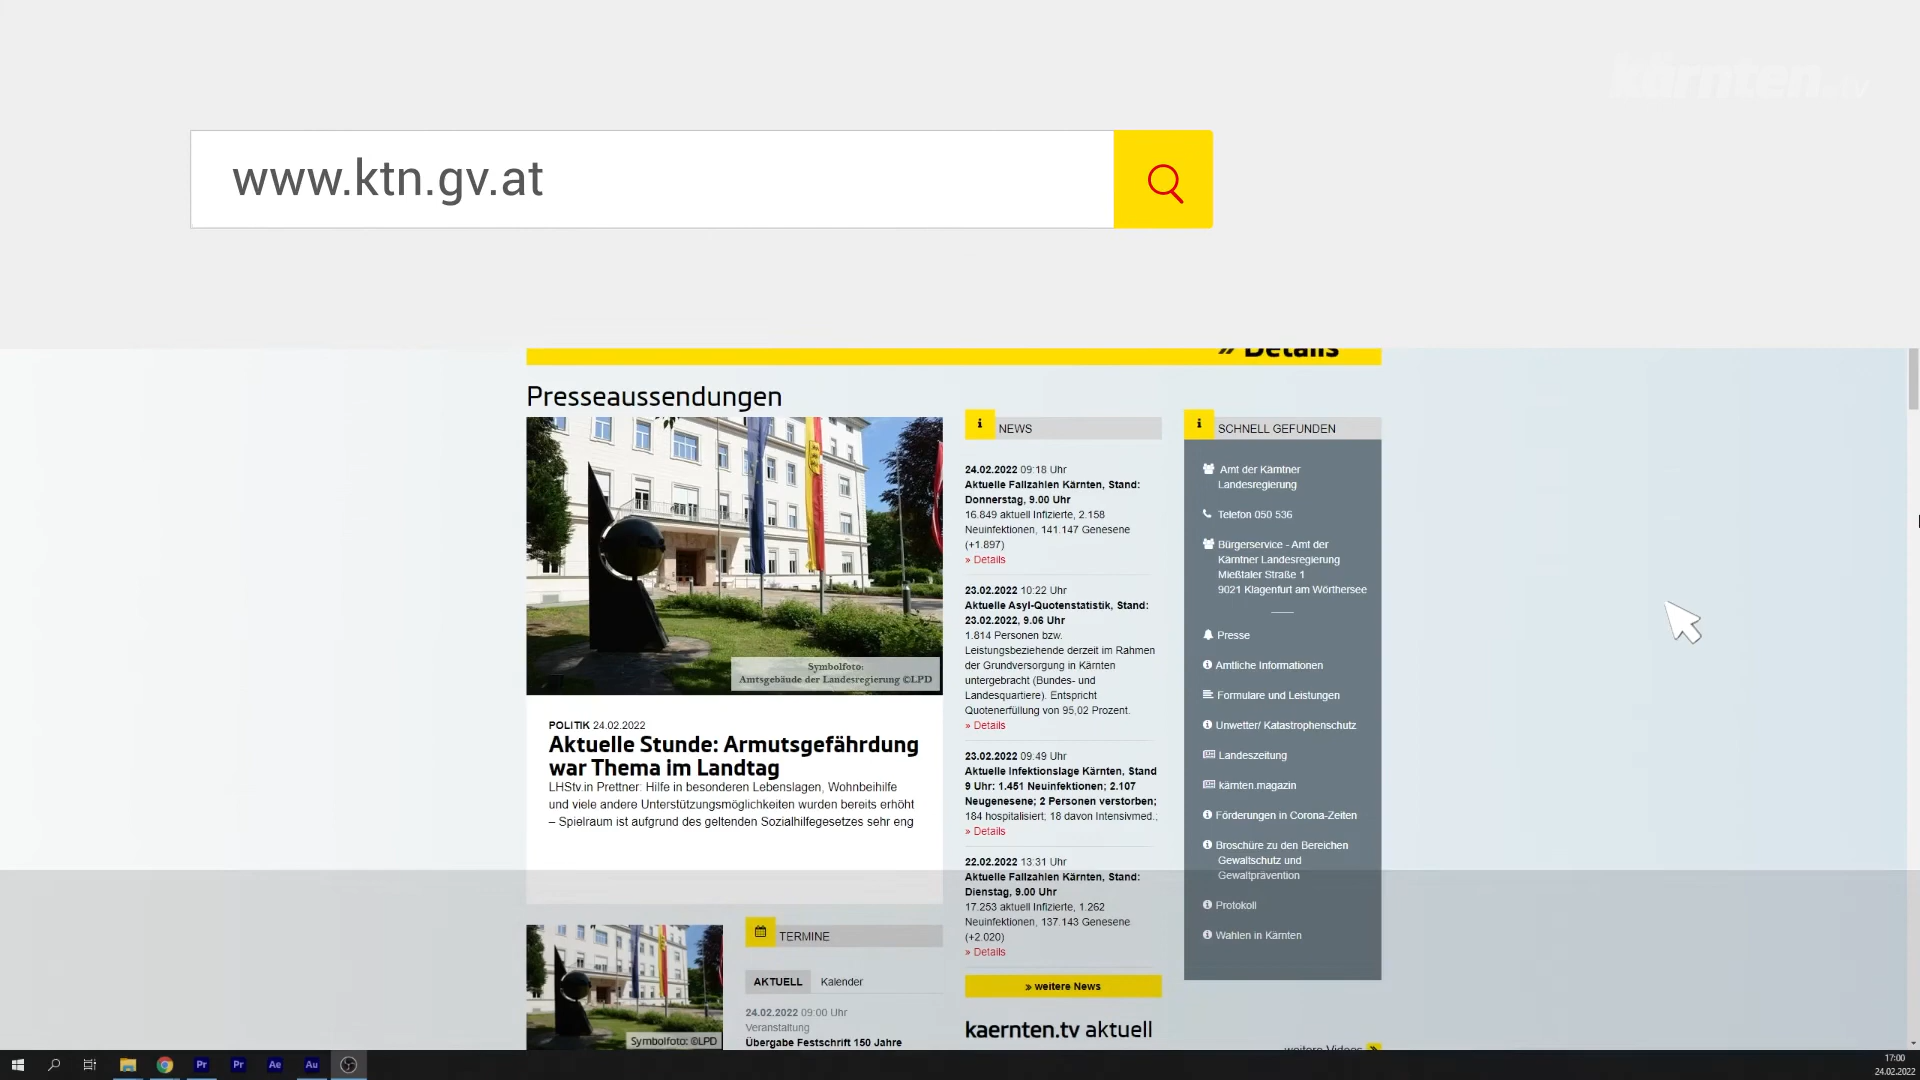 kärnten.tv
www.ktn.gv.at
» Details
Presseaussendungen
Symbolfoto:
Amtsgebäude der Landesregierung ©LPD
POLITIK 24.02.2022
Aktuelle Stunde: Armutsgefährdung
war Thema im Landtag
LHStv.in Prettner: Hilfe in besonderen Lebenslagen, Wohnbeihilfe
und viele andere Unterstützungsmöglichkeiten wurden bereits erhöht
– Spielraum ist aufgrund des geltenden Sozialhilfegesetzes sehr eng
Symbolfoto: ©LPD
TERMINE
AKTUELL Kalender
24.02.2022 09:00 Uhr
Veranstaltung
Übergabe Festschrift 150 Jahre
NEWS
24.02.2022 09:18 Uhr
Aktuelle Fallzahlen Kärnten, Stand:
Donnerstag, 9.00 Uhr
16.849 aktuell Infizierte, 2.158
Neuinfektionen, 141.147 Genesene
(+1.897)
» Details
23.02.2022 10:22 Uhr
Aktuelle Asyl-Quotenstatistik, Stand:
23.02.2022, 9.06 Uhr
1.814 Personen bzw.
Leistungsbeziehende derzeit im Rahmen
der Grundversorgung in Kärnten
untergebracht (Bundes- und
Landesquartiere). Entspricht
Quotenerfüllung von 95,02 Prozent.
» Details
23.02.2022 09:49 Uhr
Aktuelle Infektionslage Kärnten, Stand
9 Uhr: 1.451 Neuinfektionen; 2.107
Neugenesene; 2 Personen verstorben;
184 hospitalisiert; 18 davon Intensivmed.;
» Details
22.02.2022 13:31 Uhr
Aktuelle Fallzahlen Kärnten, Stand:
Dienstag, 9.00 Uhr
17.253 aktuell Infizierte, 1.262
Neuinfektionen, 137.143 Genesene
(+2.020)
» Details
» weitere News
kaernten.tv aktuell
weitere Videos »
SCHNELL GEFUNDEN
Amt der Kärntner
Landesregierung
Telefon 050 536
Bürgerservice - Amt der
Kärntner Landesregierung
Mießtaler Straße 1
9021 Klagenfurt am Wörthersee
Presse
Amtliche Informationen
Formulare und Leistungen
Unwetter/ Katastrophenschutz
Landeszeitung
kärnten.magazin
Förderungen in Corona-Zeiten
Broschüre zu den Bereichen
Gewaltschutz und
Gewaltprävention
Protokoll
Wahlen in Kärnten
Pr Pr Ae Au
17:00
24.02.2022